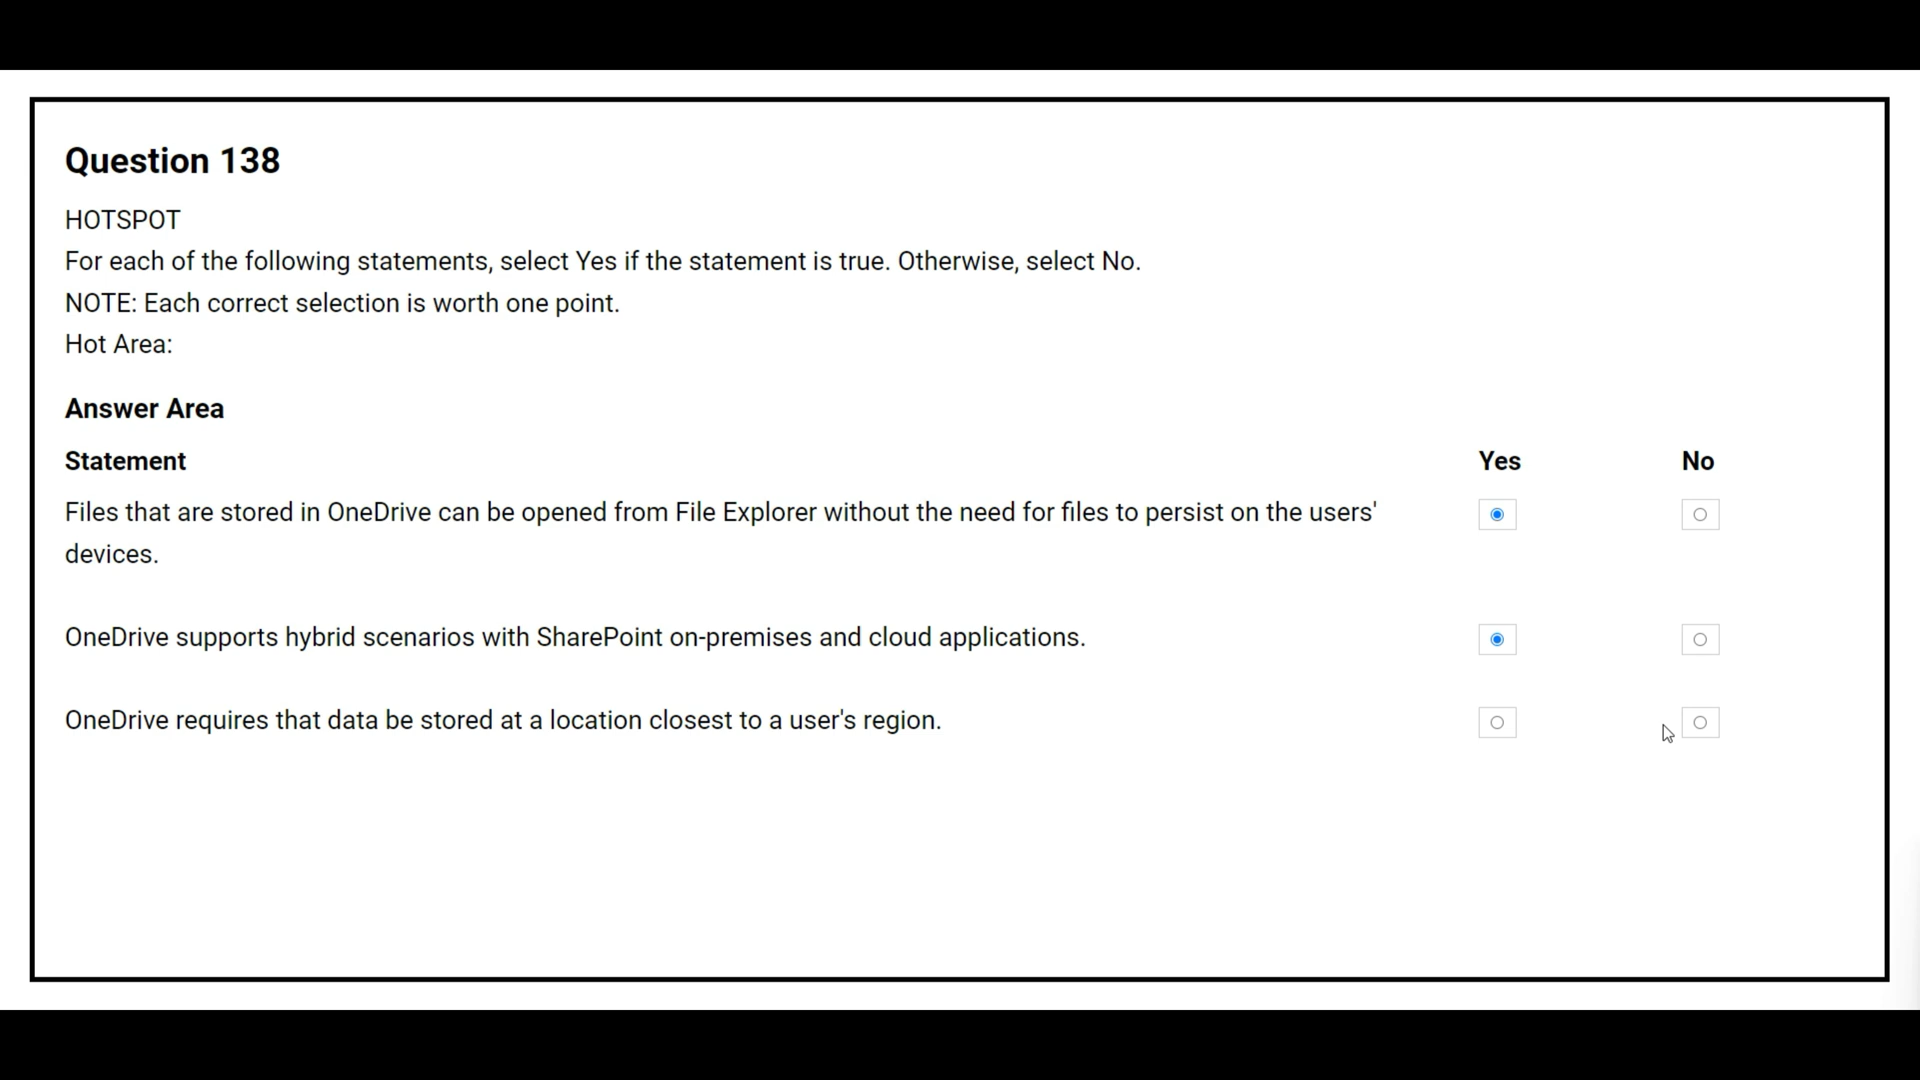 Question 138
HOTSPOT
For each of the following statements, select Yes if the statement is true. Otherwise, select No.
NOTE: Each correct selection is worth one point.
Hot Area:
Answer Area
Statement Yes No
Files that are stored in OneDrive can be opened from File Explorer without the need for files to persist on the users'
devices.
OneDrive supports hybrid scenarios with SharePoint on-premises and cloud applications.
OneDrive requires that data be stored at a location closest to a user's region.